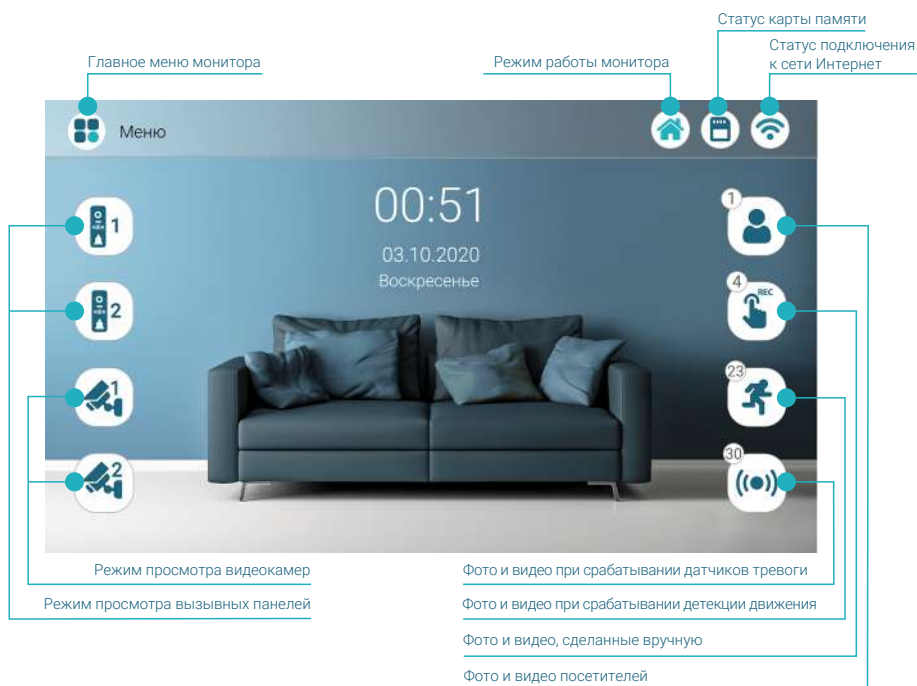 Статус карты памяти
Статус подключения
к сети Интернет
Главное меню монитора
Режим работы монитора
Меню
00:51
03.10.2020
Воскресенье
1
1
2
4
REC
1
23
2
30
Режим просмотра видеокамер
Режим просмотра вызывных панелей
Фото и видео при срабатывании датчиков тревоги
Фото и видео при срабатывании детекции движения
Фото и видео, сделанные вручную
Фото и видео посетителей